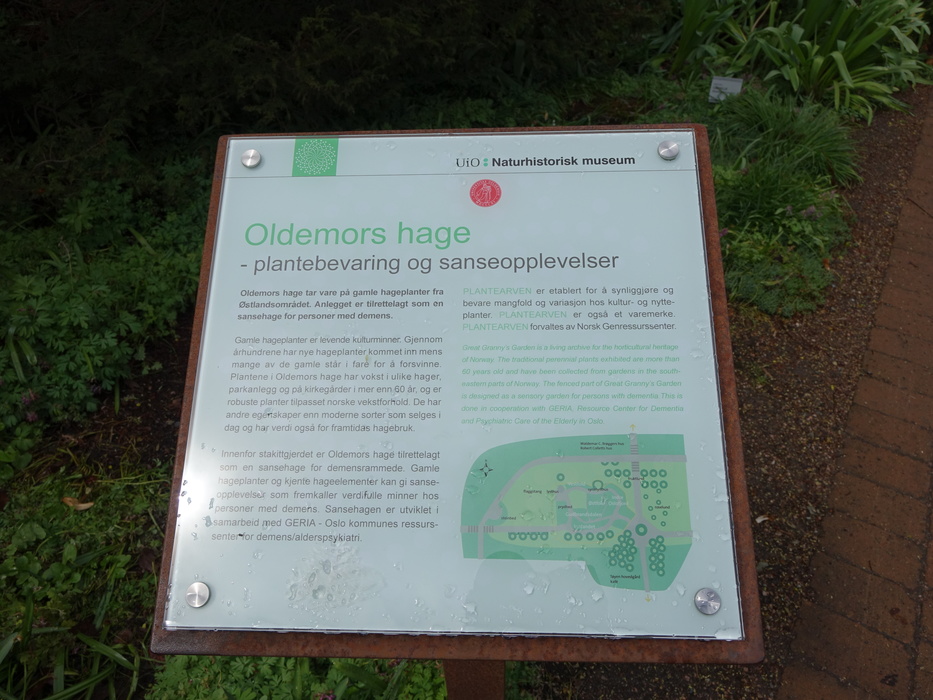 UiO : Naturhistorisk museum
Oldemors hage
- plantebevaring og sanseopplevelser
Oldemors hage tar vare på gamle hageplanter fra
Østlandsområdet. Anlegget er tilrettelagt som en
sansehage for personer med demens.
Gamle hageplanter er levende kulturminner. Gjennom
århundrene har nye hageplanter kommet inn mens
mange av de gamle står i fare for å forsvinne.
Plantene i Oldemors hage har vokst i ulike hager,
parkanlegg og på kirkegårder i mer enn 60 år, og er
robuste planter tilpasset norske vekstforhold. De har
andre egenskaper enn moderne sorter som selges i
dag og har verdi også for framtidas hagebruk.
Innenfor stakittgjerdet er Oldemors hage tilrettelagt
som en sansehage for demensrammede. Gamle
hageplanter og kjente hageelementer kan gi sanse-
opplevelser som fremkaller verdifulle minner hos
personer med demens. Sansehagen er utviklet i
samarbeid med GERIA - Oslo kommunes ressurs-
senter for demens/alderspsykiatri.
PLANTEARVEN er etablert for å synliggjøre og
bevare mangfold og variasjon hos kultur- og nytte-
planter. PLANTEARVEN er også et varemerke.
PLANTEARVEN forvaltes av Norsk Genressurssenter.
Great Granny's Garden is a living archive for the horticultural heritage
of Norway. The traditional perennial plants exhibited are more than
60 years old and have been collected from gardens in the south-
eastern parts of Norway. The fenced part of Great Granny's Garden
is designed as a sensory garden for persons with dementia. This is
done in cooperation with GERIA, Resource Center for Dementia
and Psychiatric Care of the Elderly in Oslo.